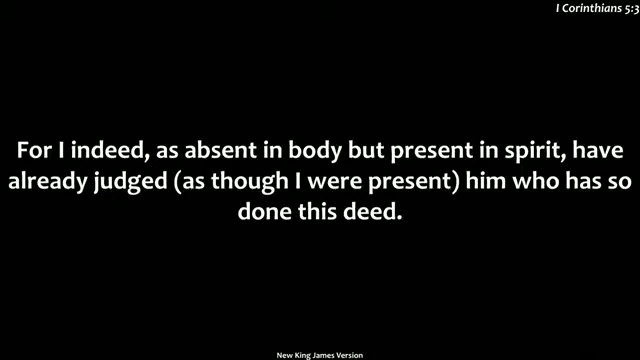 I Corinthians 5:3
For I indeed, as absent in body but present in spirit, have
already judged (as though I were present) him who has so
done this deed.
New King James Version